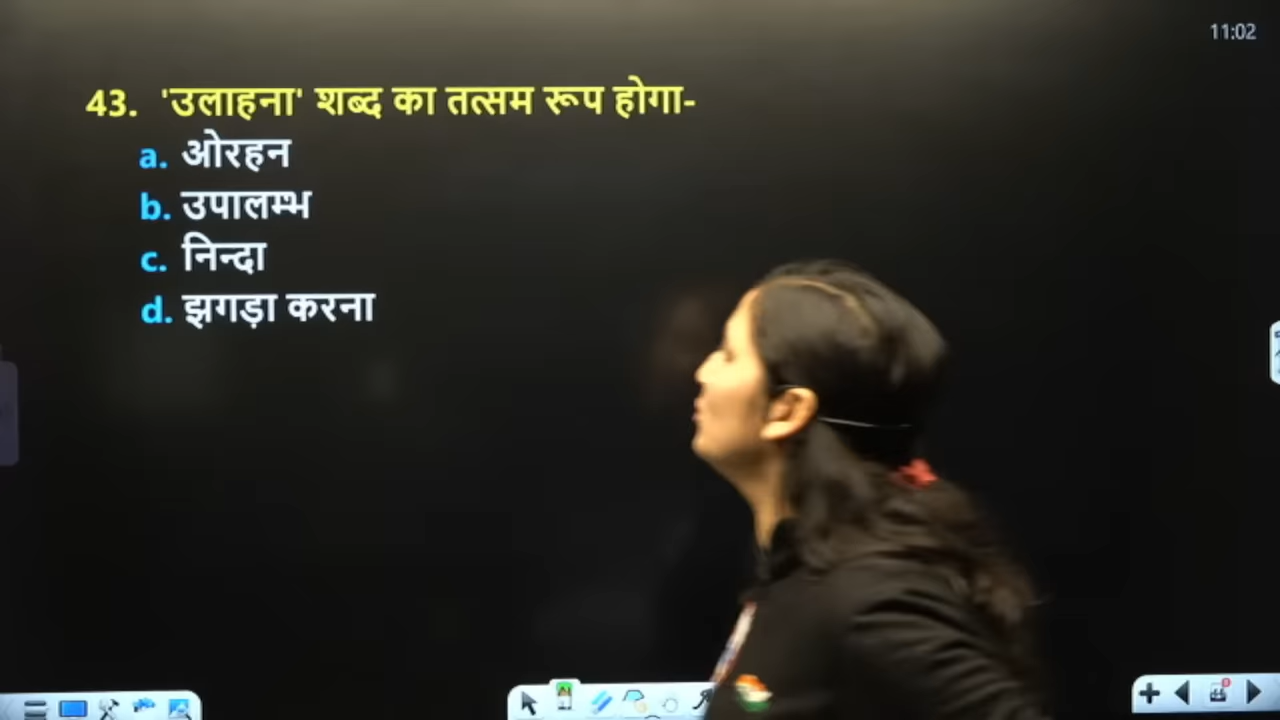 11:02
43. 'उलाहना' शब्द का तत्सम रूप होगा-
a. ओरहन
b. उपालम्भ
c. निन्दा
d. झगड़ा करना